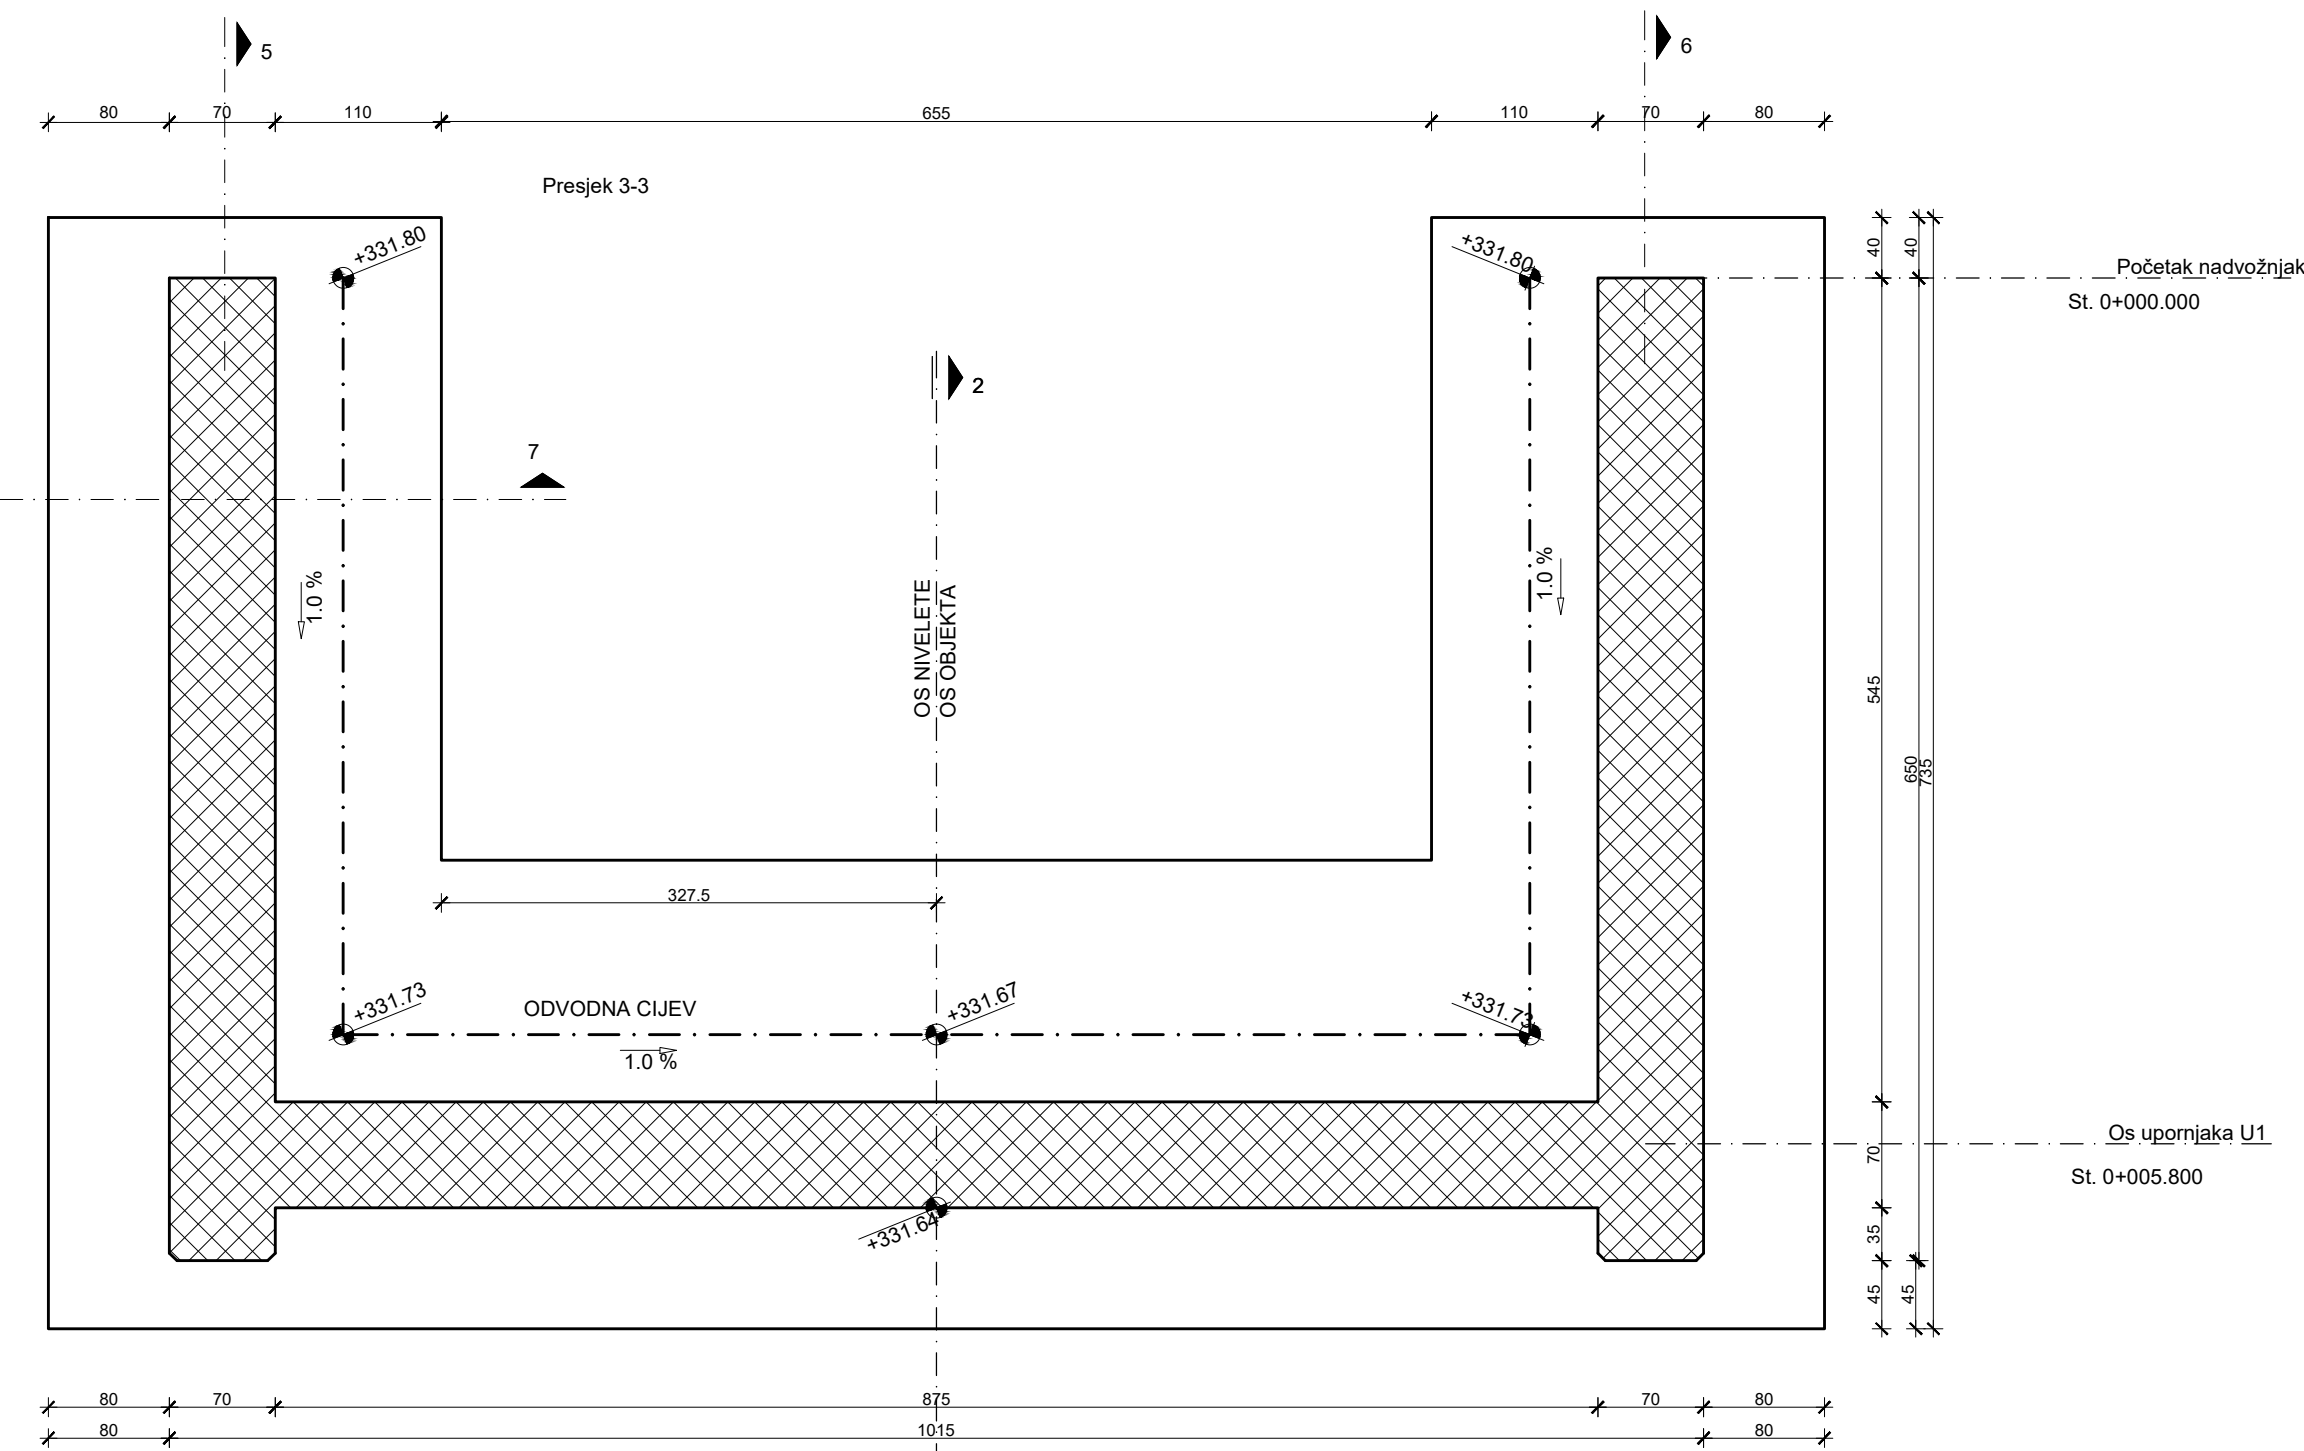 5
6
80 70 110 655 110 70 80
Presjek 3-3
+331.80
+331.80
40
40
Početak nadvožnjak
St. 0+000.000
2
7
1.0 %
1.0 %
OS NIVELETE
OS OBJEKTA
545
650
735
327.5
+331.73
ODVODNA CIJEV
+331.67
+331.73
1.0 %
Os upornjaka U1
70
St. 0+005.800
+331.64
35
45
45
80 70 875 70 80
80 1015 80